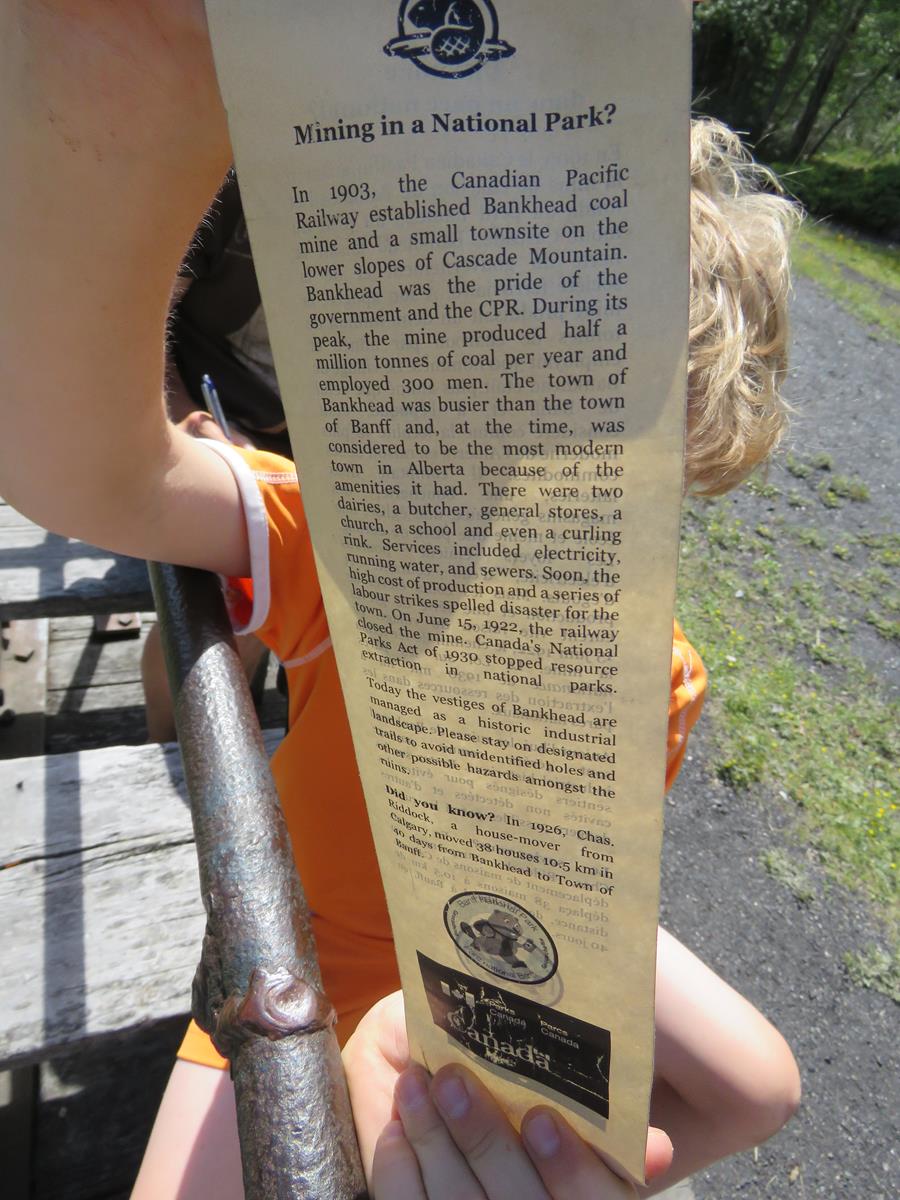 Mining in a National Park?
In 1903, the Canadian Pacific
Railway established Bankhead coal
mine and a small townsite on the
lower slopes of Cascade Mountain.
Bankhead was the pride of the
government and the CPR. During its
peak, the mine produced half a
million tonnes of coal per year and
employed 300 men. The town of
Bankhead was busier than the town
of Banff and, at the time, was
considered to be the most modern
town in Alberta because of the
amenities it had. There were two
dairies, a butcher, general stores, a
church, a school and even a curling
rink. Services included electricity,
running water, and sewers. Soon, the
high cost of production and a series of
labour strikes spelled disaster for the
town. On June 15, 1922, the railway
closed the mine. Canada's National
Parks Act of 1930 stopped resource
extraction in national parks.
Today the vestiges of Bankhead are
managed as a historic industrial
landscape. Please stay on designated
trails to avoid unidentified holes and
other possible hazards amongst the
ruins.
Did you know? In 1926, Chas.
Riddock, a house-mover from
Calgary, moved 38 houses 10.5 km in
40 days from Bankhead to Town of
Banff.
Banff National Park
Parks Canada
Parcs Canada
Canada